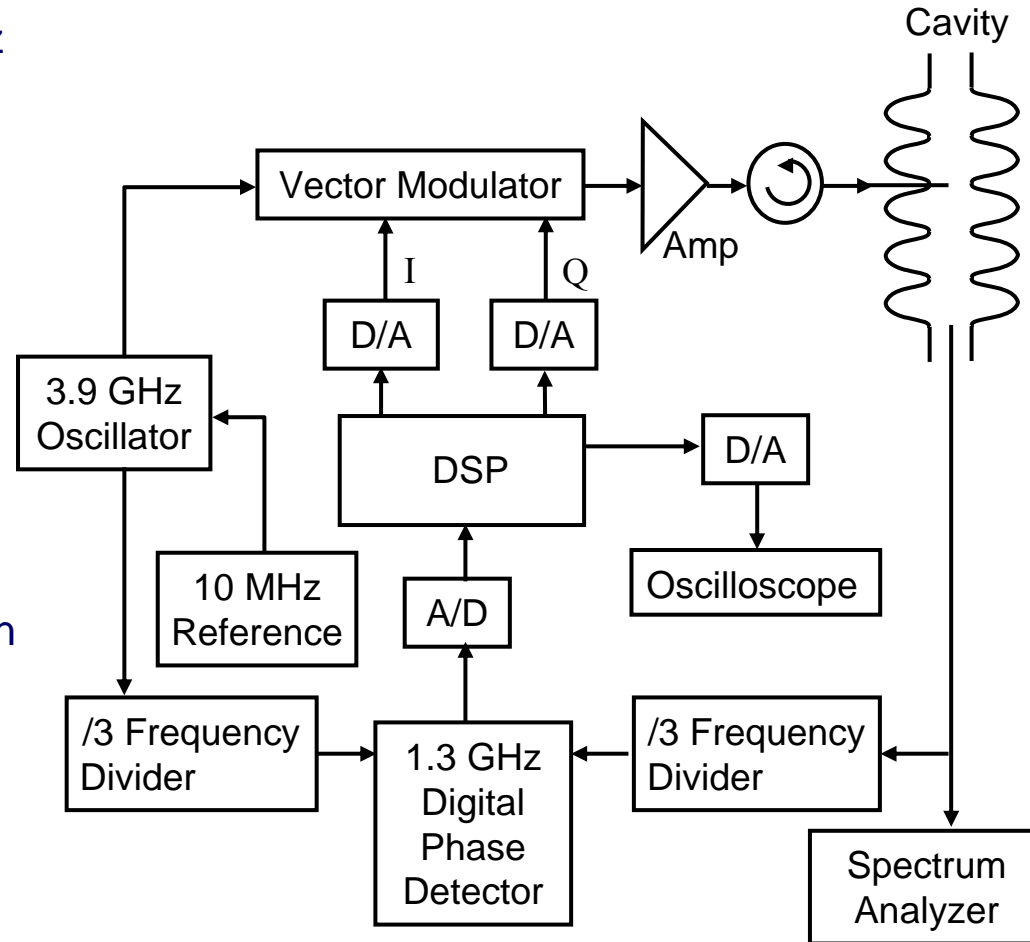 Cavity
Vector Modulator
Amp
I
Q
D/A
D/A
3.9 GHz
Oscillator
DSP
D/A
10 MHz
Reference
A/D
Oscilloscope
/3 Frequency
Divider
1.3 GHz
Digital
Phase
Detector
/3 Frequency
Divider
Spectrum
Analyzer